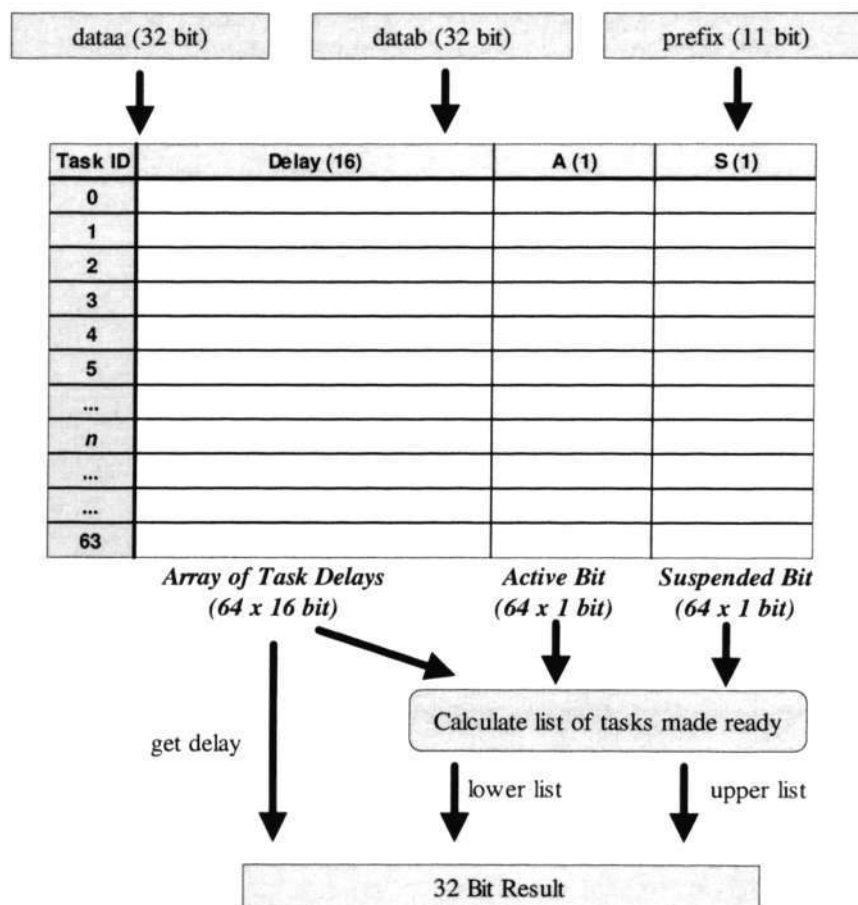 dataa (32 bit)
datab (32 bit)
prefix (11 bit)
Task ID
Delay (16)
A (1)
S (1)
0
1
2
3
4
5
...
n
...
...
63
Array of Task Delays
(64 x 16 bit)
Active Bit
(64 x 1 bit)
Suspended Bit
(64 x 1 bit)
Calculate list of tasks made ready
get delay
lower list
upper list
32 Bit Result